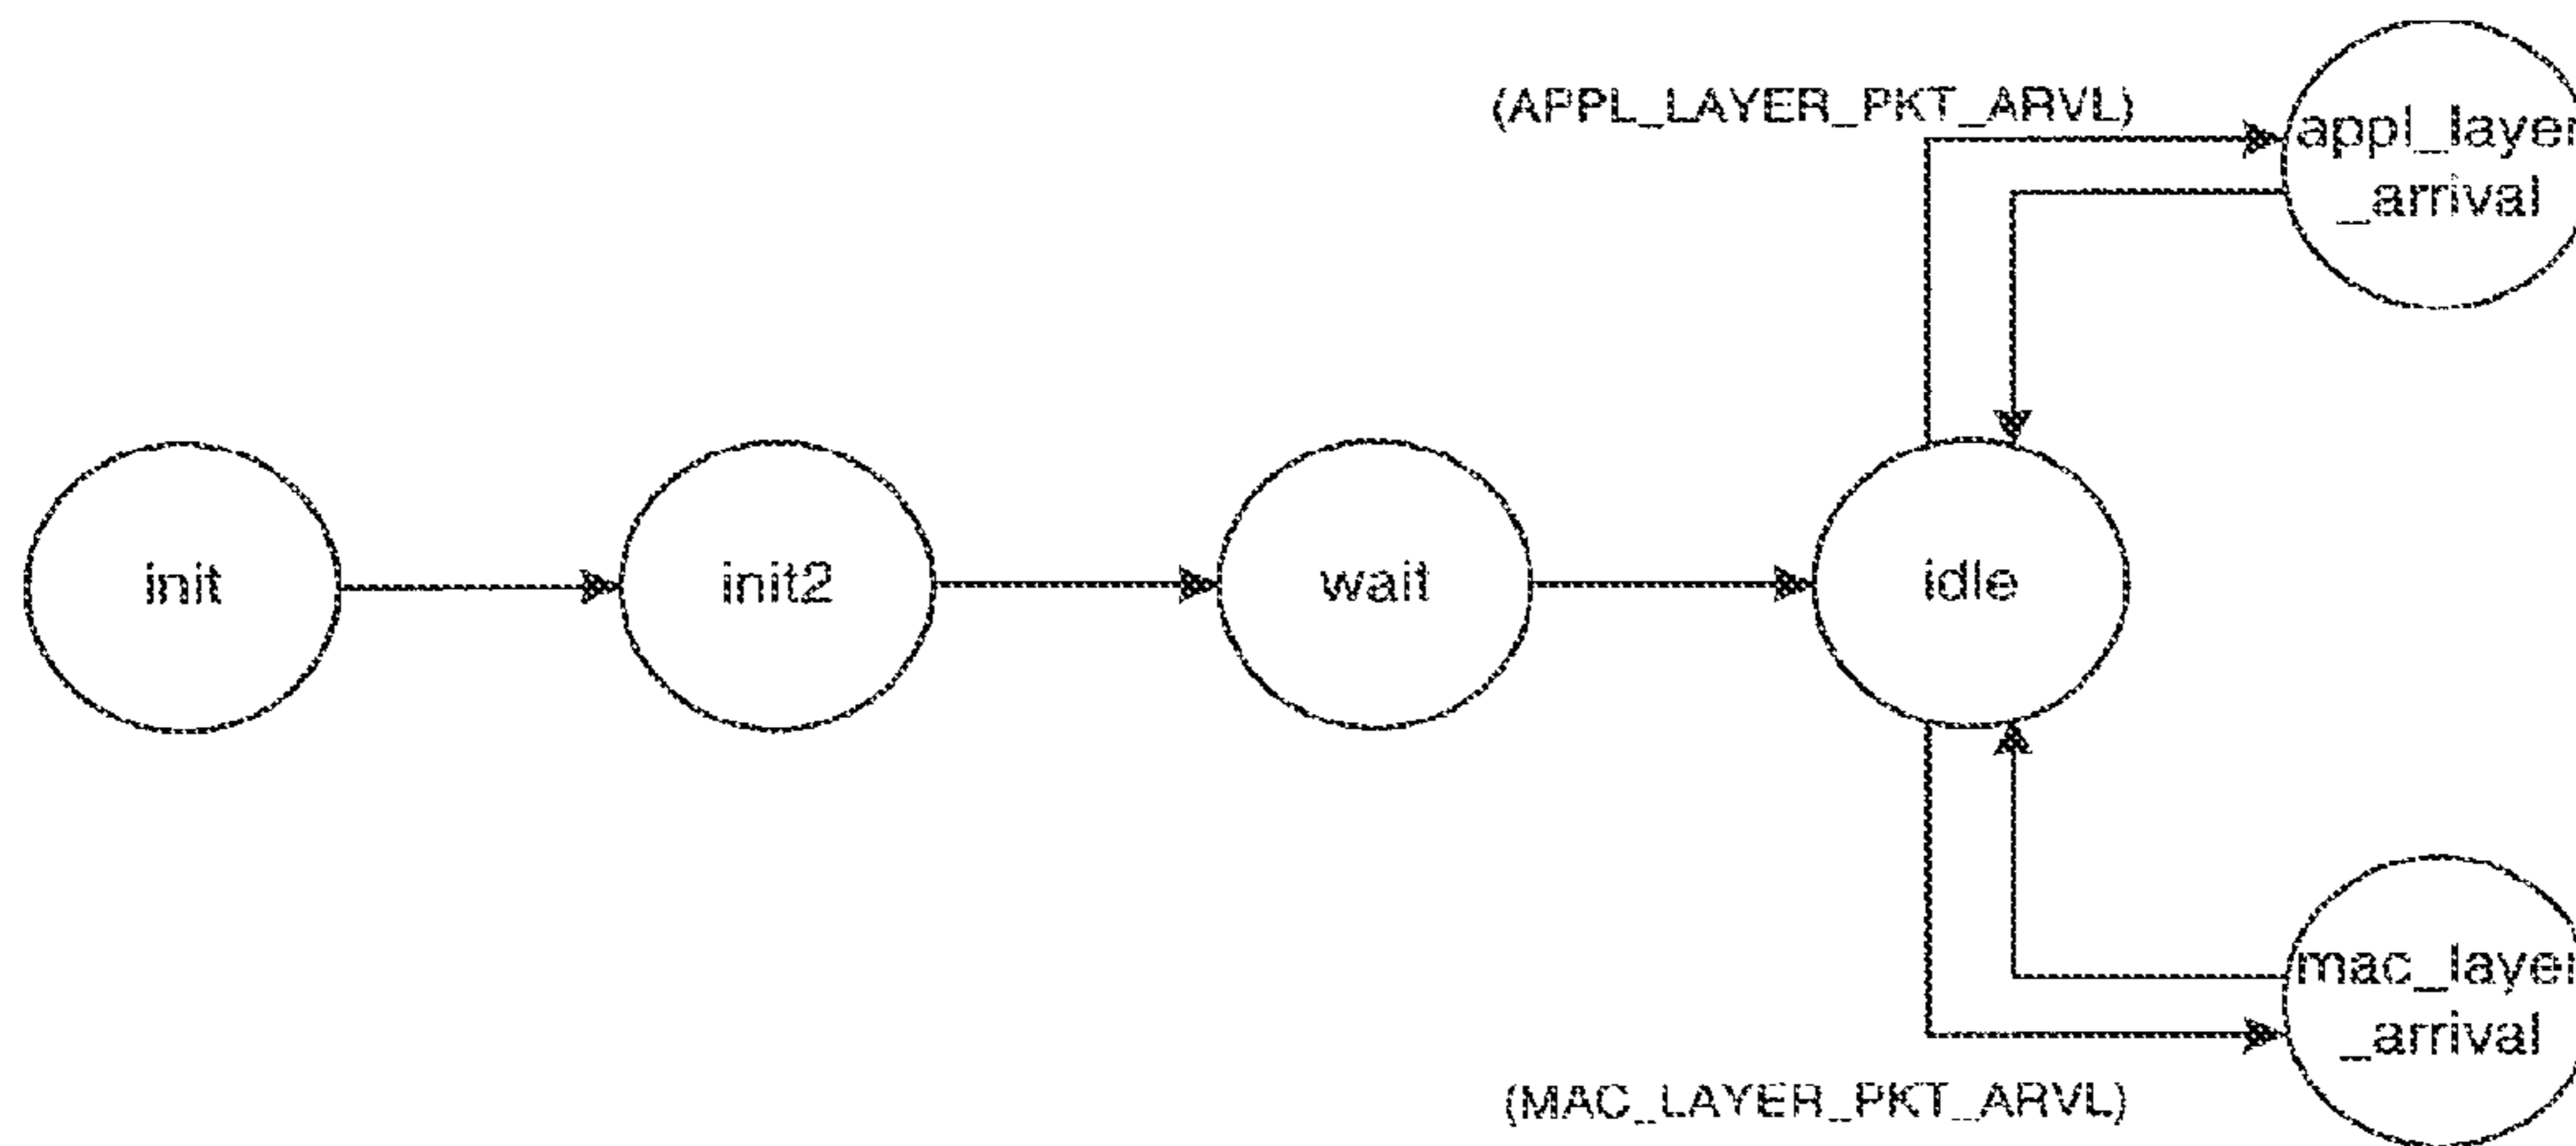 (APPL_LAYER_PKT_ARVL)
appl_layer
_arrival
init
init2
wait
idle
mac_layer
_arrival
(MAC_LAYER_PKT_ARVL)